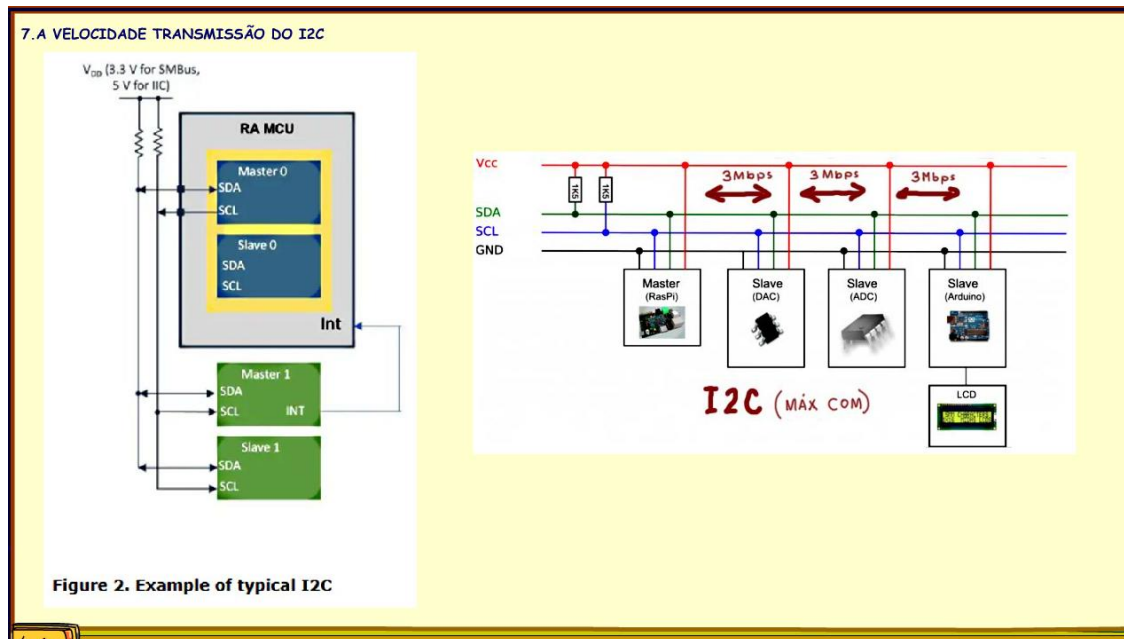 7.A VELOCIDADE TRANSMISSÃO DO I2C
V_DD (3.3 V for SMBus,
5 V for IIC)
RA MCU
Master 0
SDA
SCL
Slave 0
SDA
SCL
Int
Master 1
SDA
SCL INT
Slave 1
SDA
SCL
Figure 2. Example of typical I2C
Vcc
3Mbps 3Mbps 3Mbps
1K5 1K5
SDA
SCL
GND
Master Slave Slave Slave
(RasPi) (DAC) (ADC) (Arduino)
I2C (MÁX COM)
LCD